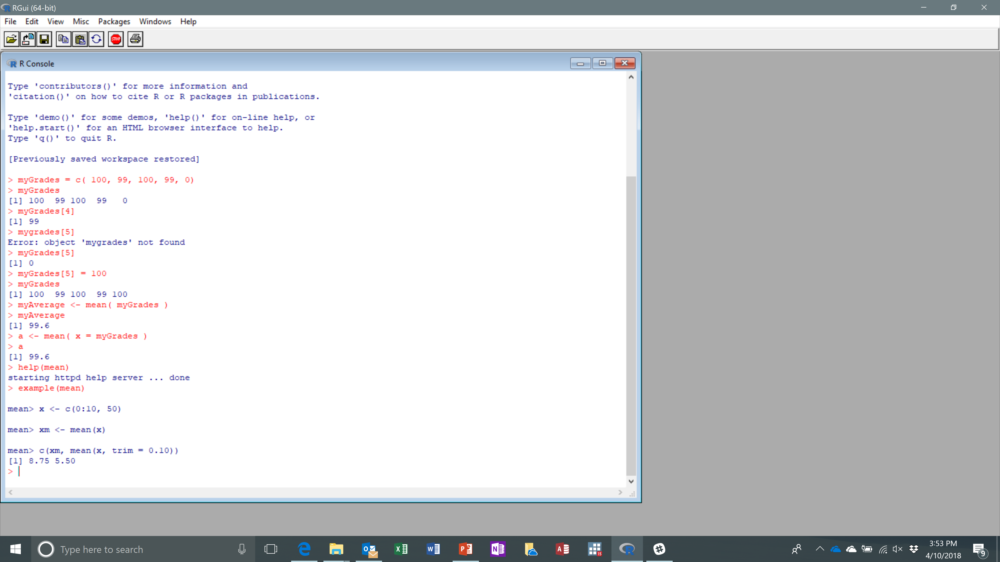 RGui (64-bit)
File Edit View Misc Packages Windows Help
STOP
R Console
Type 'contributors()' for more information and
'citation()' on how to cite R or R packages in publications.
Type 'demo()' for some demos, 'help()' for on-line help, or
'help.start()' for an HTML browser interface to help.
Type 'q()' to quit R.
[Previously saved workspace restored]
> myGrades = c( 100, 99, 100, 99, 0)
> myGrades
[1] 100  99 100  99   0
> myGrades[4]
[1] 99
> mygrades[5]
Error: object 'mygrades' not found
> myGrades[5]
[1] 0
> myGrades[5] = 100
> myGrades
[1] 100  99 100  99 100
> myAverage <- mean( myGrades )
> myAverage
[1] 99.6
> a <- mean( x = myGrades )
> a
[1] 99.6
> help(mean)
starting httpd help server ... done
> example(mean)
mean> x <- c(0:10, 50)
mean> xm <- mean(x)
mean> c(xm, mean(x, trim = 0.10))
[1] 8.75 5.50
>
Type here to search
15
3:53 PM
4/10/2018
9